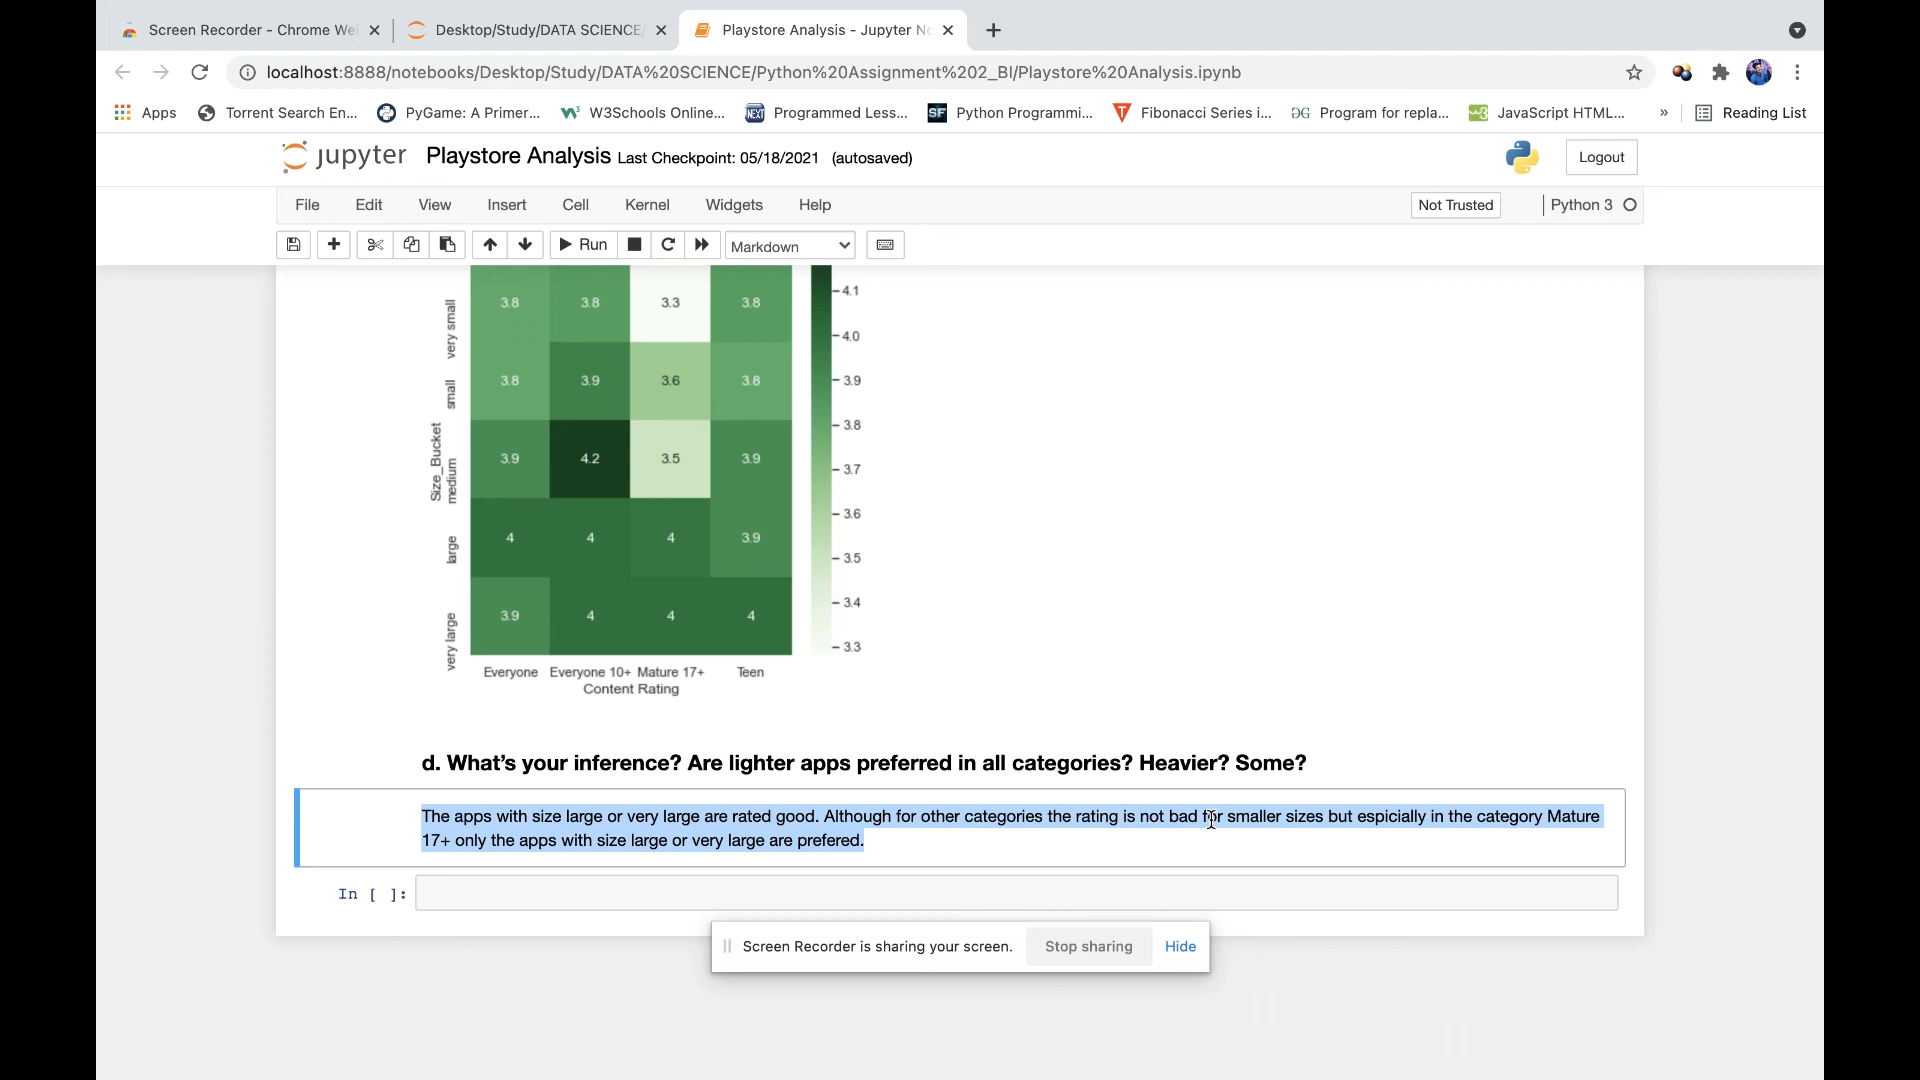 Screen Recorder - Chrome We
Desktop/Study/DATA SCIENCE/
Playstore Analysis - Jupyter No
localhost:8888/notebooks/Desktop/Study/DATA%20SCIENCE/Python%20Assignment%202_BI/Playstore%20Analysis.ipynb
Apps
Torrent Search En...
PyGame: A Primer...
W3Schools Online...
NEXT
Programmed Less...
SF
Python Programmi...
Fibonacci Series i...
Program for repla...
JavaScript HTML...
»
Reading List
jupyter
Playstore Analysis Last Checkpoint: 05/18/2021 (autosaved)
Logout
File Edit View Insert Cell Kernel Widgets Help
Not Trusted
Python 3
Run
Markdown
3.8 3.8 3.3 3.8
3.8 3.9 3.6 3.8
3.9 4.2 3.5 3.9
4 4 4 3.9
3.9 4 4 4
very small
small
medium
large
very large
Size_Bucket
Everyone Everyone 10+ Mature 17+ Teen
Content Rating
4.1
4.0
3.9
3.8
3.7
3.6
3.5
3.4
3.3
d. What's your inference? Are lighter apps preferred in all categories? Heavier? Some?
The apps with size large or very large are rated good. Although for other categories the rating is not bad for smaller sizes but espicially in the category Mature
17+ only the apps with size large or very large are prefered.
In [ ]:
Screen Recorder is sharing your screen.
Stop sharing
Hide